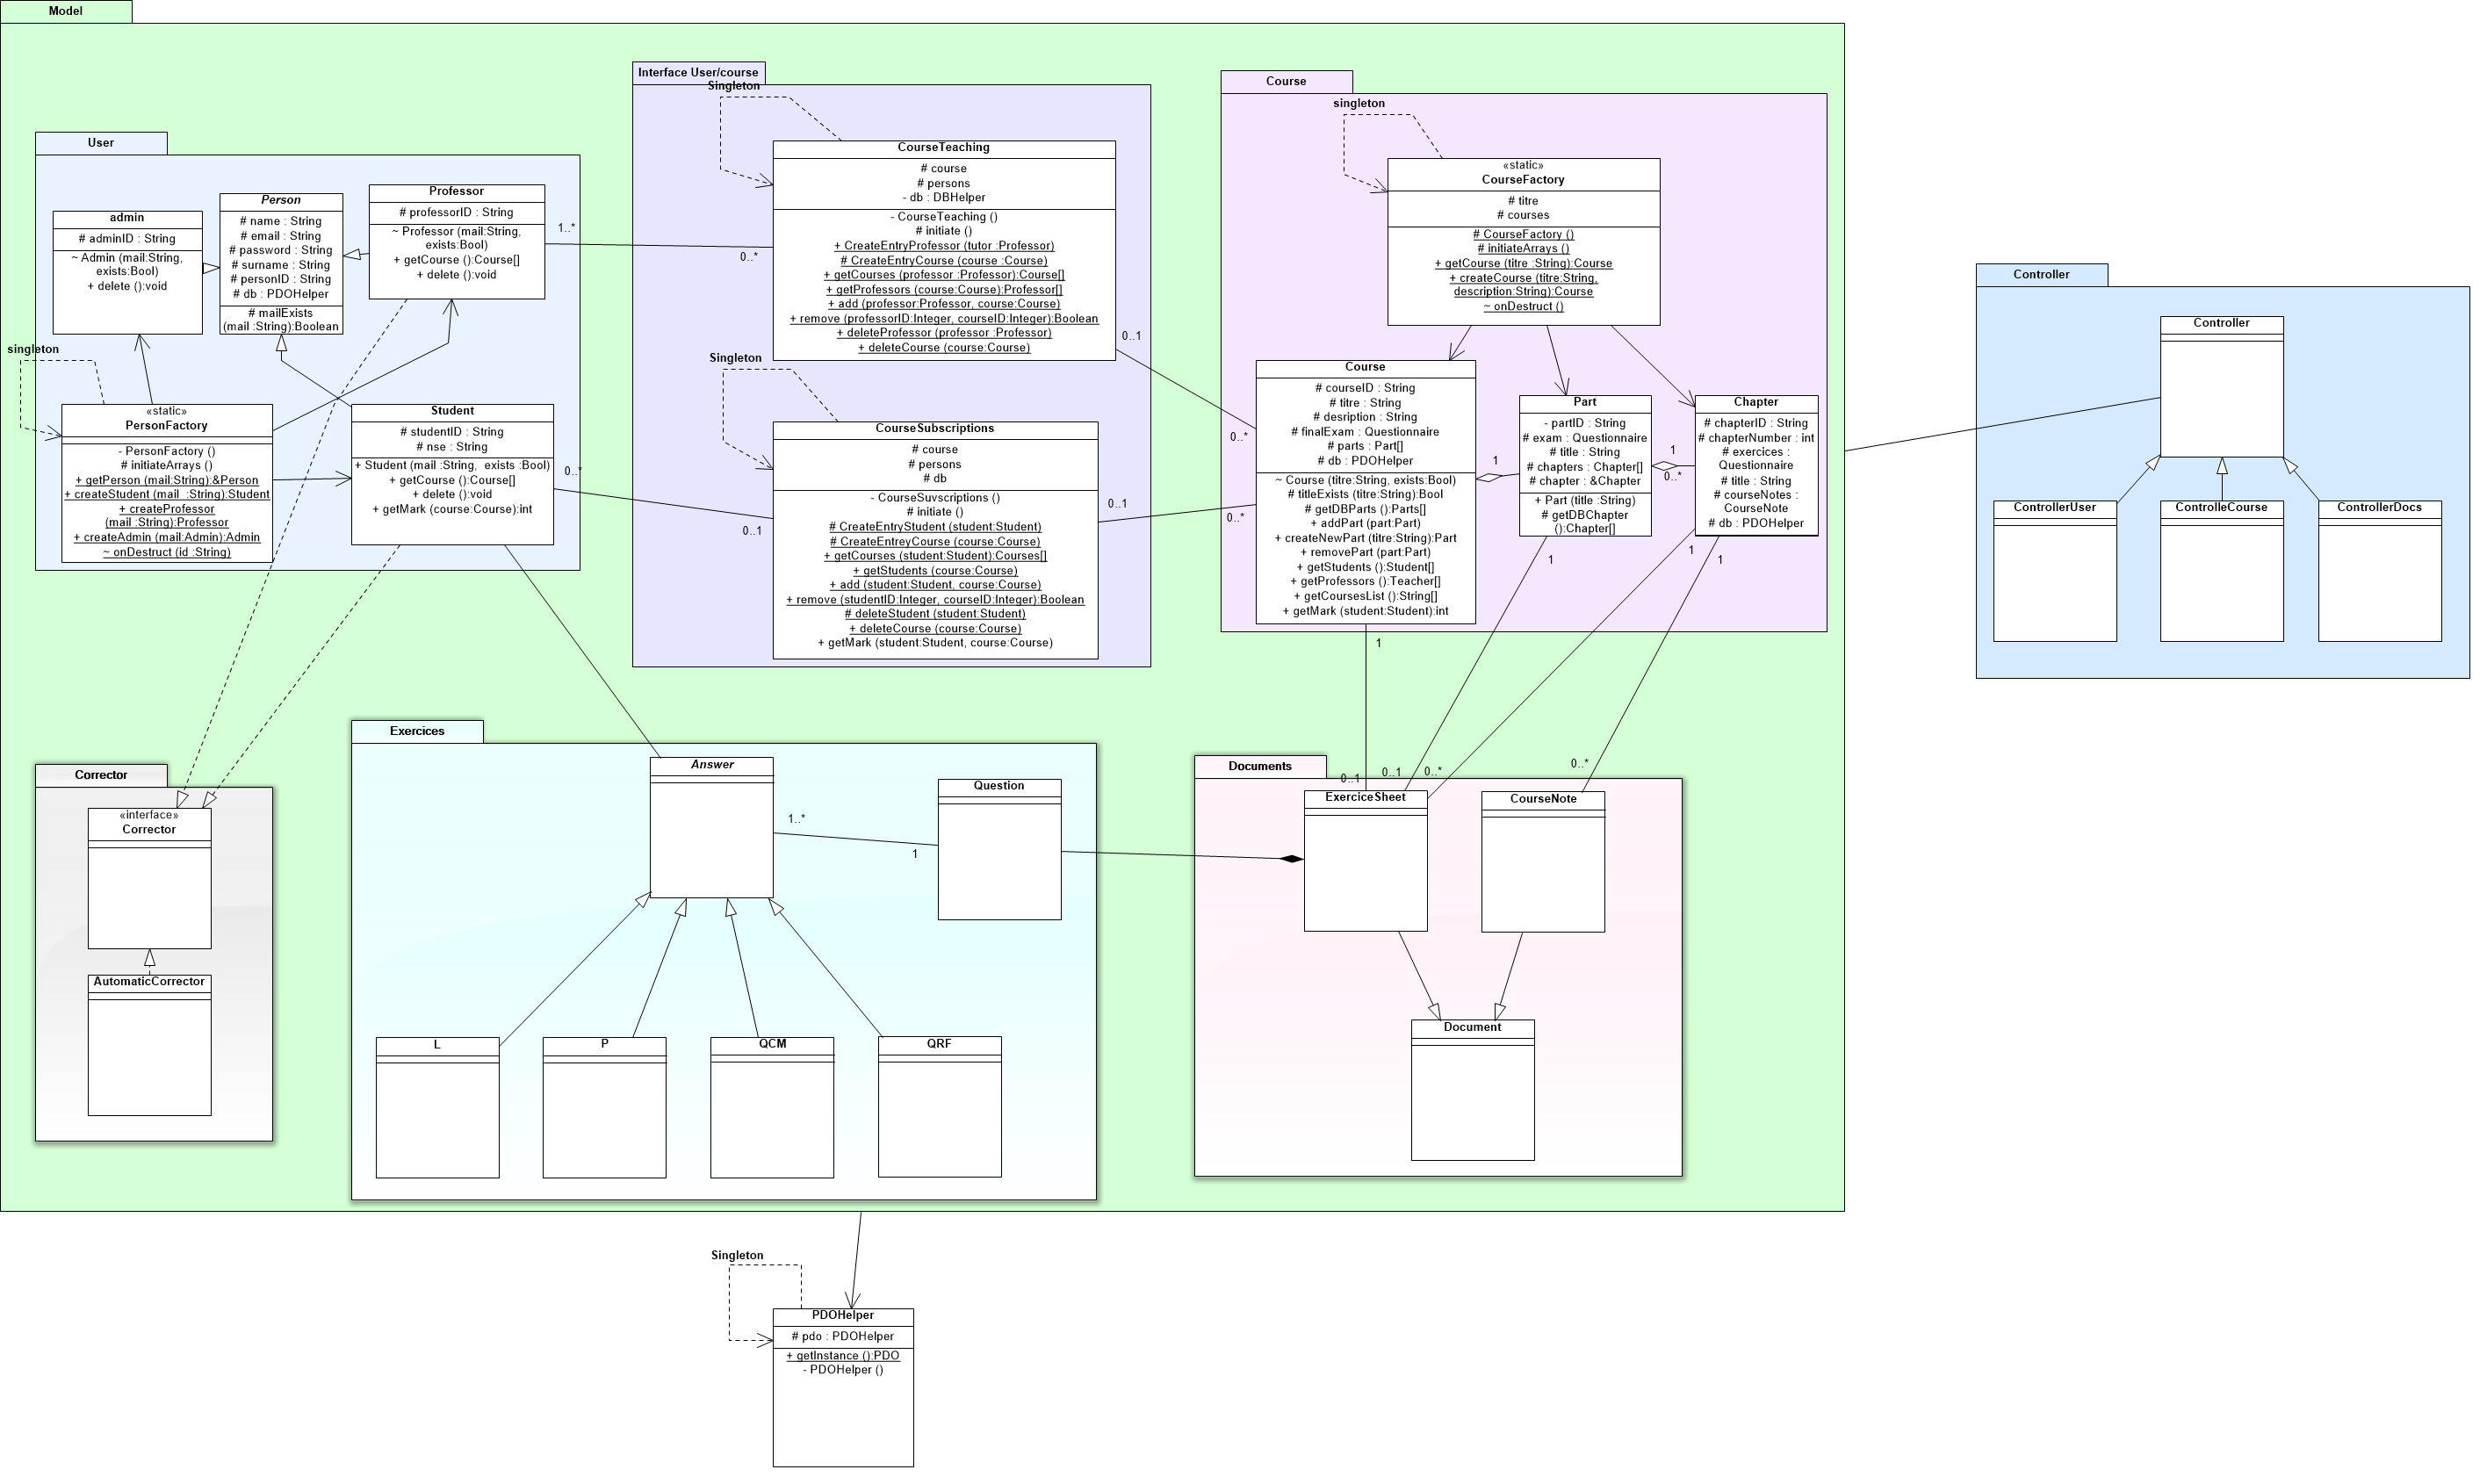 Model
User
admin
# adminID : String
~ Admin (mail:String,
exists:Bool)
+ delete ():void
Person
# name : String
# email : String
# password : String
# surname : String
# personID : String
# db : PDOHelper
# mailExists
(mail :String):Boolean
Professor
# professorID : String
~ Professor (mail:String,
exists:Bool)
+ getCourse ():Course[]
+ delete ():void
1..*
0..*
singleton
«static»
PersonFactory
- PersonFactory ()
# initiateArrays ()
+ getPerson (mail:String):&Person
+ createStudent (mail :String):Student
+ createProfessor
(mail :String):Professor
+ createAdmin (mail:Admin):Admin
~ onDestruct (id :String)
Student
# studentID : String
# nse : String
+ Student (mail :String, exists :Bool)
+ getCourse ():Course[]
+ delete ():void
+ getMark (course:Course):int
0..*
0..1
Interface User/course
Singleton
CourseTeaching
# course
# persons
- db : DBHelper
- CourseTeaching ()
# initiate ()
+ CreateEntryProfessor (tutor :Professor)
# CreateEntryCourse (course :Course)
+ getCourses (professor :Professor):Course[]
+ getProfessors (course:Course):Professor[]
+ add (professor:Professor, course:Course)
+ remove (professorID:Integer, courseID:Integer):Boolean
+ deleteProfessor (professor :Professor)
+ deleteCourse (course:Course)
0..1
0..*
Singleton
CourseSubscriptions
# course
# persons
# db
- CourseSuvscriptions ()
# initiate ()
# CreateEntryStudent (student:Student)
# CreateEntreyCourse (course:Course)
+ getCourses (student:Student):Courses[]
+ getStudents (course:Course)
+ add (student:Student, course:Course)
+ remove (studentID:Integer, courseID:Integer):Boolean
# deleteStudent (student:Student)
+ deleteCourse (course:Course)
+ getMark (student:Student, course:Course)
0..1
0..*
Course
singleton
«static»
CourseFactory
# titre
# courses
# CourseFactory ()
# initiateArrays ()
+ getCourse (titre :String):Course
+ createCourse (titre:String,
description:String):Course
~ onDestruct ()
Course
# courseID : String
# titre : String
# desription : String
# finalExam : Questionnaire
# parts : Part[]
# db : PDOHelper
~ Course (titre:String, exists:Bool)
# titleExists (titre:String):Bool
# getDBParts ():Parts[]
+ addPart (part:Part)
+ createNewPart (titre:String):Part
+ removePart (part:Part)
+ getStudents ():Student[]
+ getProfessors ():Teacher[]
+ getCoursesList ():String[]
+ getMark (student:Student):int
1
Part
- partID : String
# exam : Questionnaire
# title : String
# chapters : Chapter[]
# chapter : &Chapter
+ Part (title :String)
# getDBChapter
():Chapter[]
1
0..*
Chapter
# chapterID : String
# chapterNumber : int
# exercices :
Questionnaire
# title : String
# courseNotes :
CourseNote
# db : PDOHelper
1
1
1
1
Controller
Controller
ControllerUser
ControlleCourse
ControllerDocs
Corrector
«interface»
Corrector
AutomaticCorrector
Exercices
Answer
1..*
1
Question
L
P
QCM
QRF
Documents
0..1
0..1
0..*
0..*
ExerciceSheet
CourseNote
Document
Singleton
PDOHelper
# pdo : PDOHelper
+ getInstance ():PDO
- PDOHelper ()